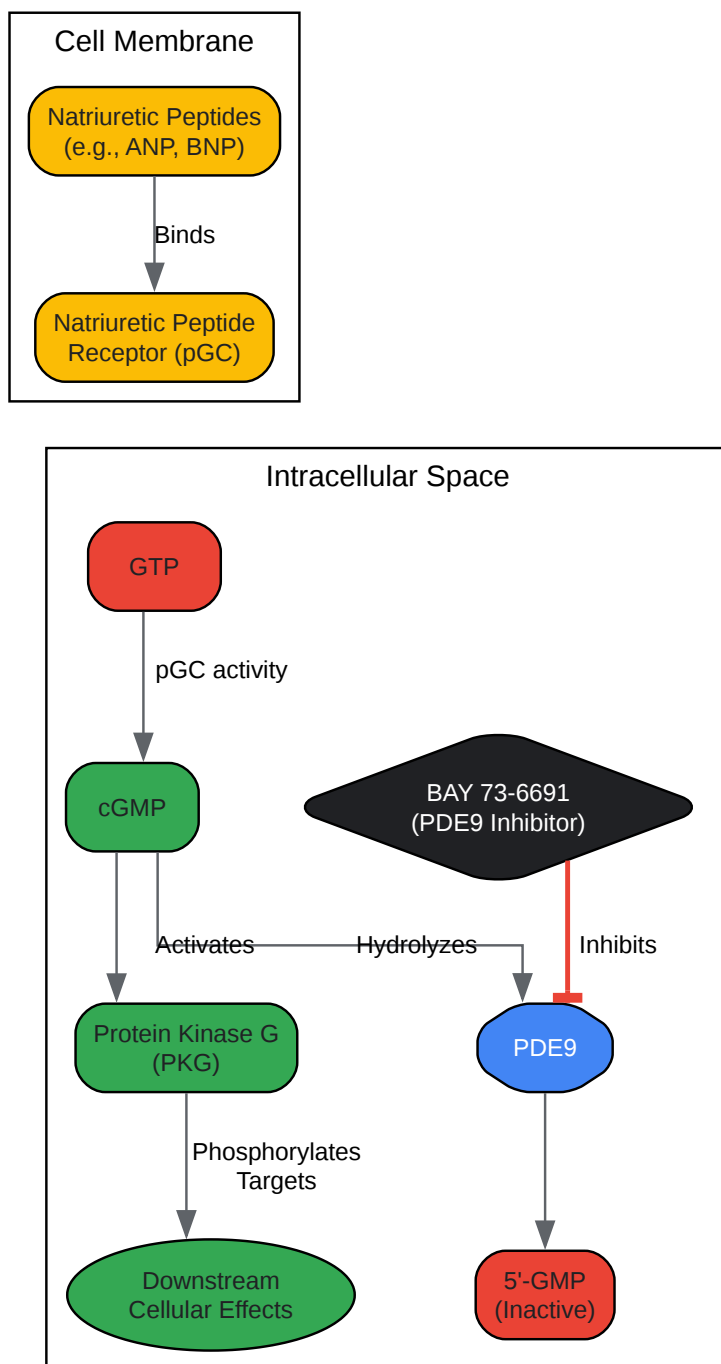 Cell Membrane
Natriuretic Peptides
(e.g., ANP, BNP)
Binds
Natriuretic Peptide
Receptor (pGC)
Intracellular Space
GTP
pGC activity
cGMP
BAY 73-6691
(PDE9 Inhibitor)
Activates
Hydrolyzes
Inhibits
Protein Kinase G
(PKG)
PDE9
Phosphorylates
Targets
Downstream
Cellular Effects
5'-GMP
(Inactive)